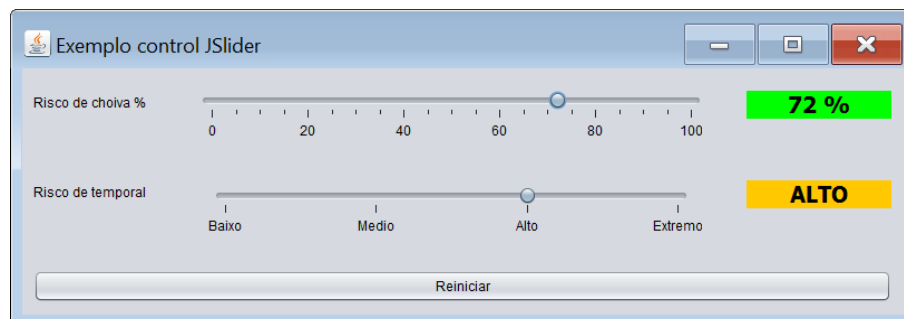 Exemplo control JSlider
Risco de choiva %
72 %
0 20 40 60 80 100
Risco de temporal
ALTO
Baixo Medio Alto Extremo
Reiniciar